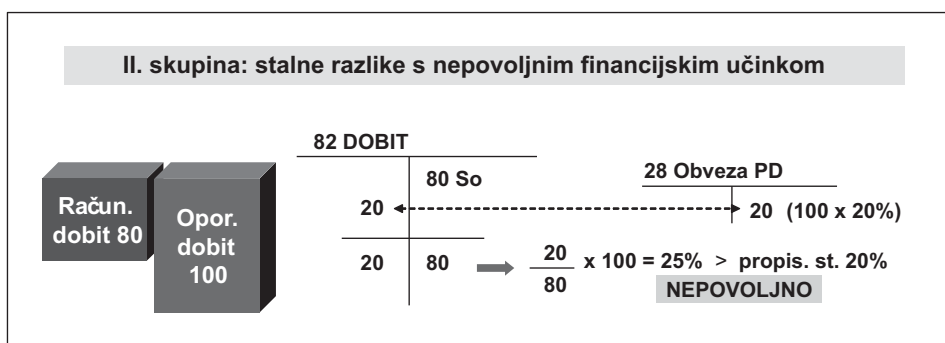 II. skupina: stalne razlike s nepovoljnim financijskim učinkom
82 DOBIT
80 So
28 Obveza PD
Račun.
dobit 80
Opor.
dobit
100
20
20 (100 x 20%)
20
80
20
80
x 100 = 25% > propis. st. 20%
NEPOVOLJNO